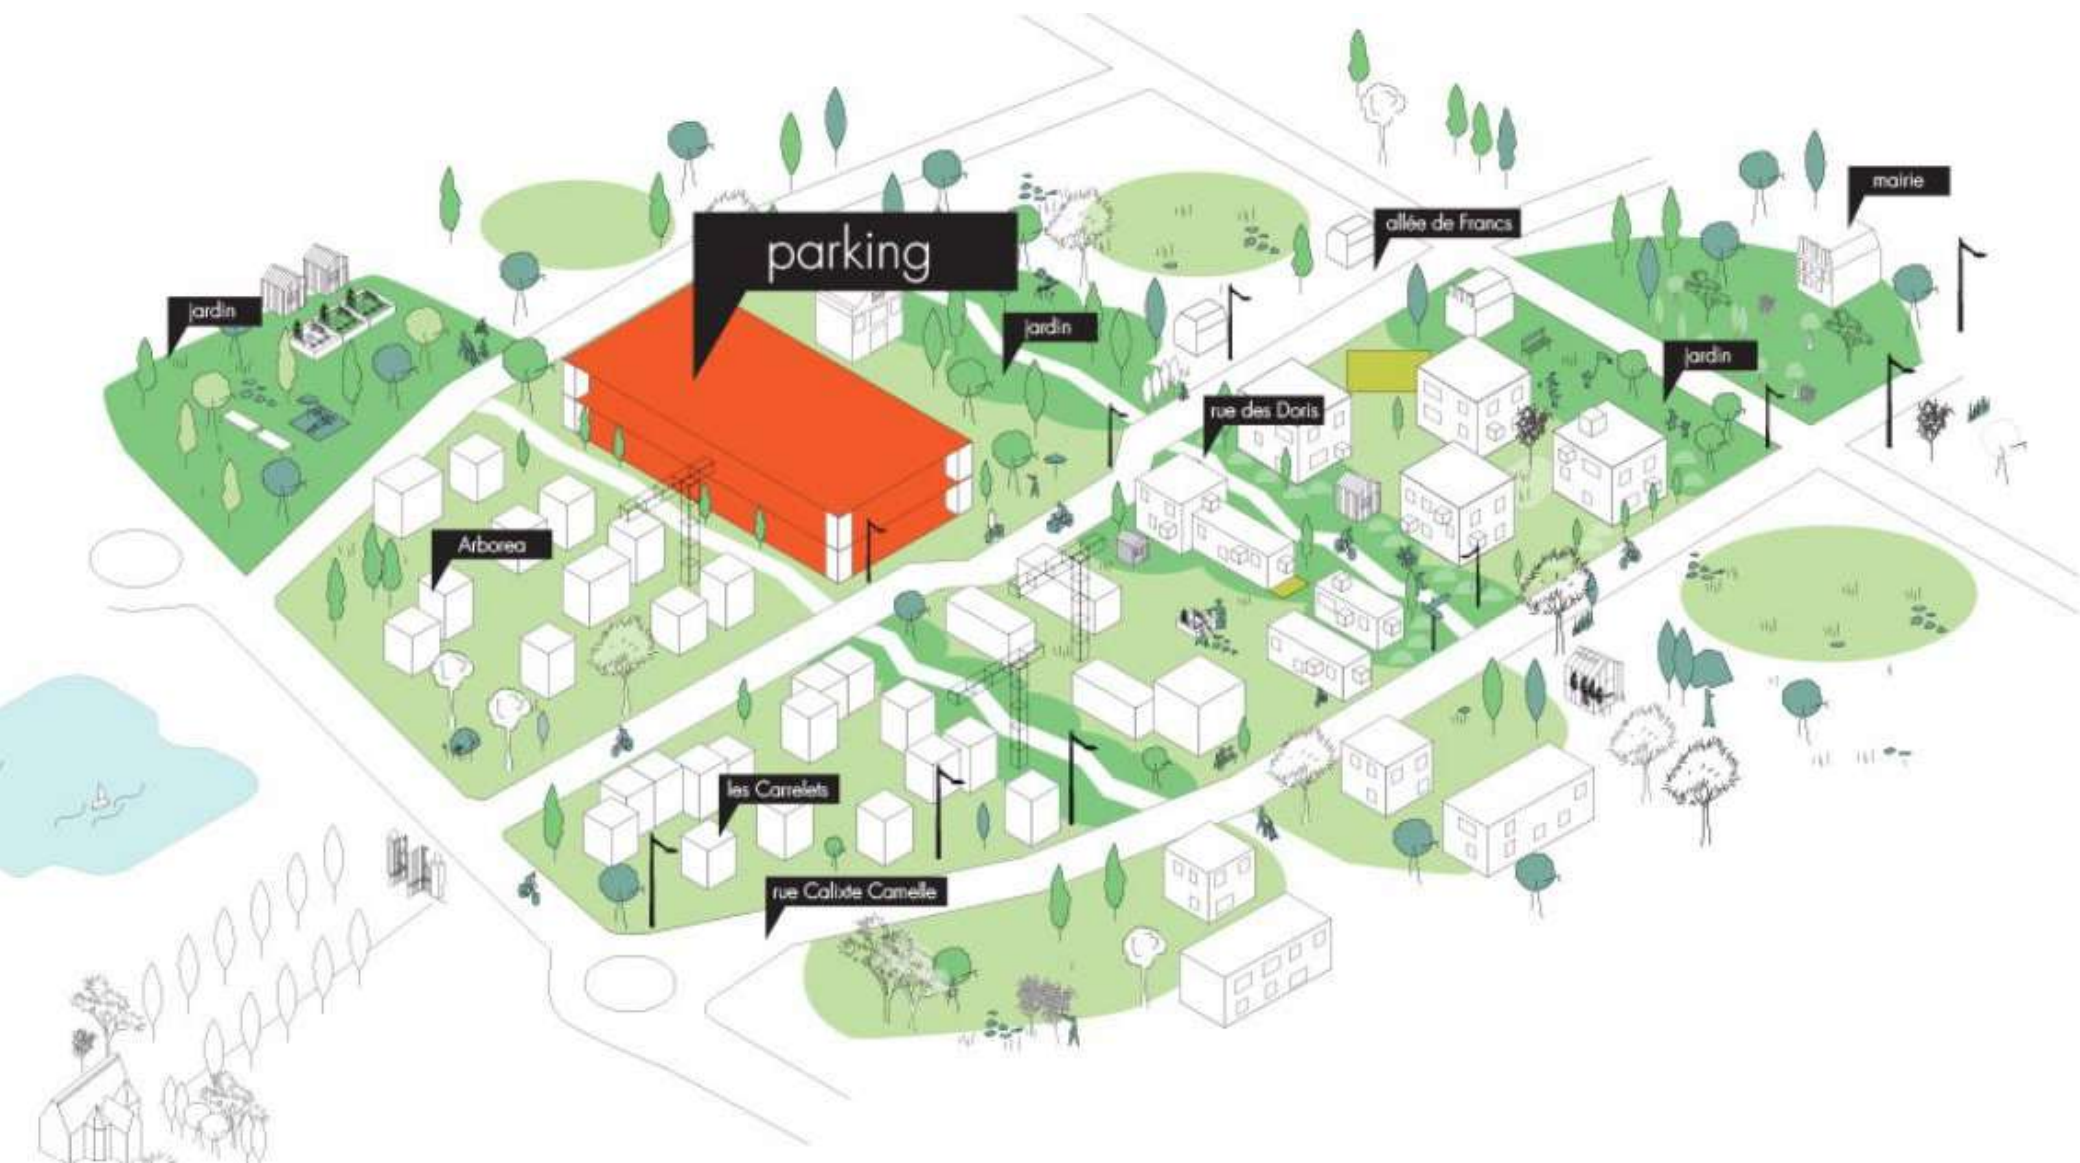 mairie
allée de Francs
parking
jardin
jardin
jardin
rue des Doris
Arborea
les Carrelets
rue Calixte Camelle